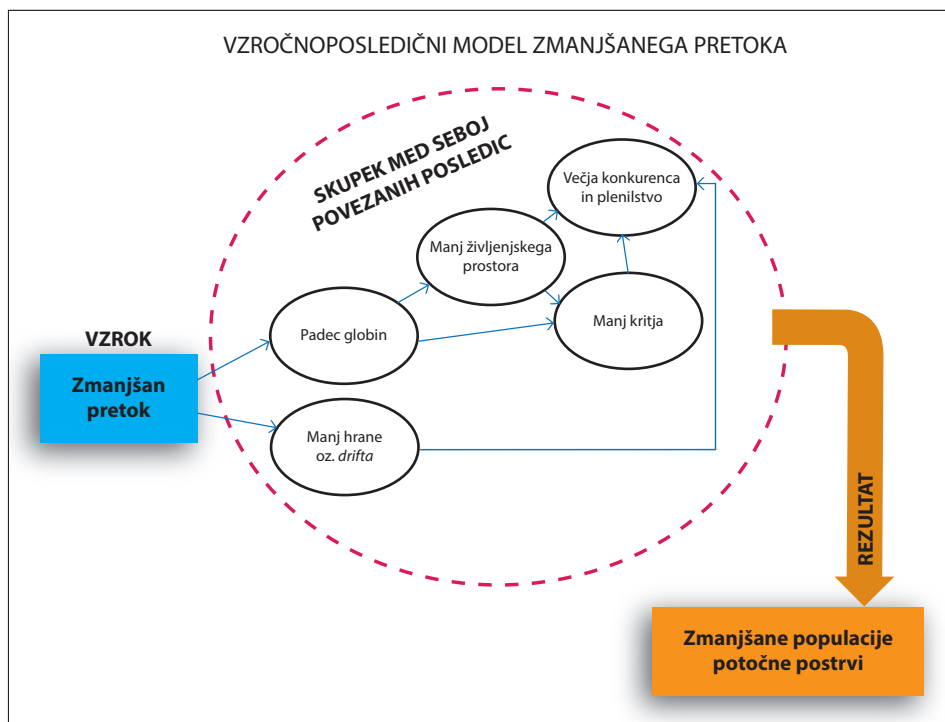 VZROČNOPOSLEDIČNI MODEL ZMANJŠANEGA PRETOKA
SKUPEK MED SEBOJ
POVEZANIH POSLEDIC
Večja konkurenca
in plenilstvo
Manj življenjskega
prostora
Manj kritja
Padec globin
VZROK
Zmanjšan
pretok
Manj hrane
oz. drifta
REZULTAT
Zmanjšane populacije
potočne postrvi